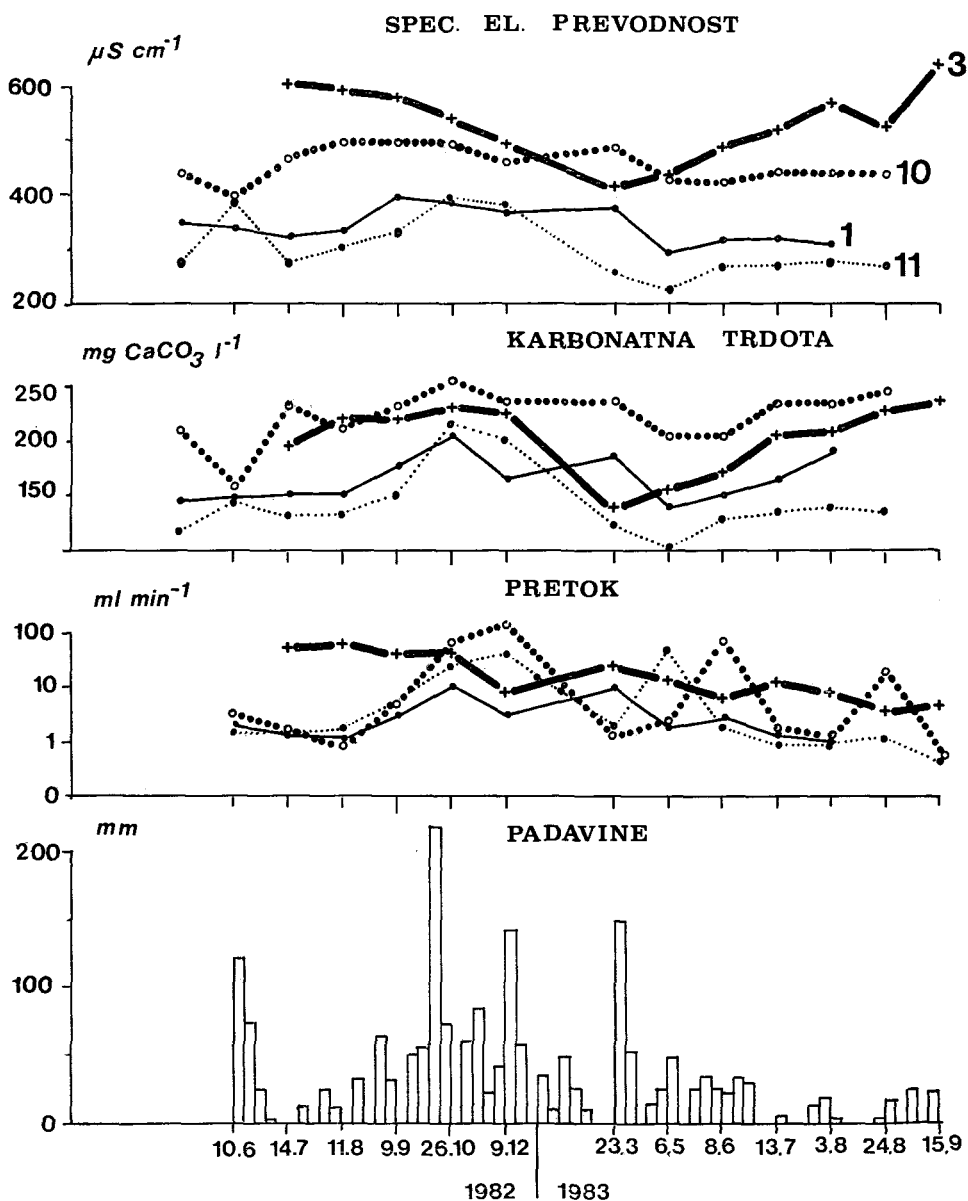 SPEC. EL. PREVODNOST
µS cm⁻¹
600
400
200
3
10
1
11
KARBONATNA TRDOTA
mg CaCO₃ l⁻¹
250
200
150
PRETOK
ml min⁻¹
100
10
1
0
PADAVINE
mm
200
100
0
10.6 14.7 11.8 9.9 26.10 9.12 23.3 6.5 8.6 13.7 3.8 24.8 15.9
1982 1983